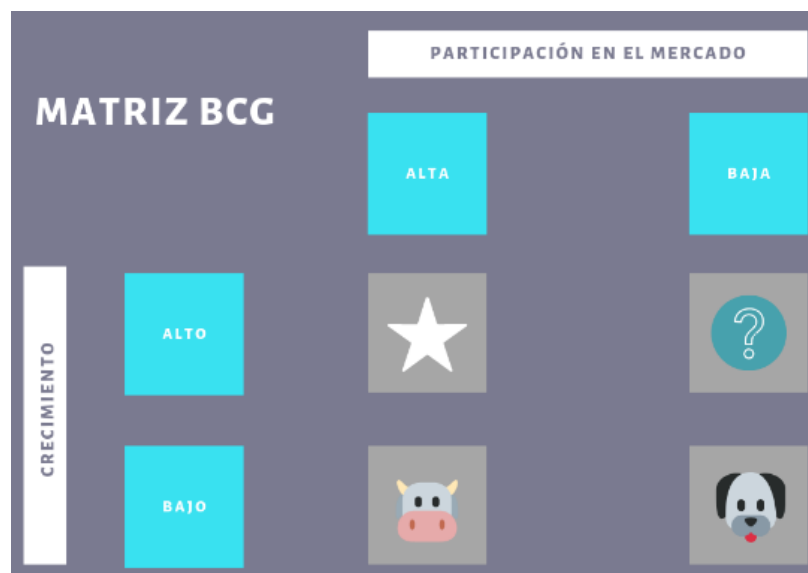 PARTICIPACIÓN EN EL MERCADO
MATRIZ BCG
ALTA
BAJA
ALTO
?
CRECIMIENTO
BAJO